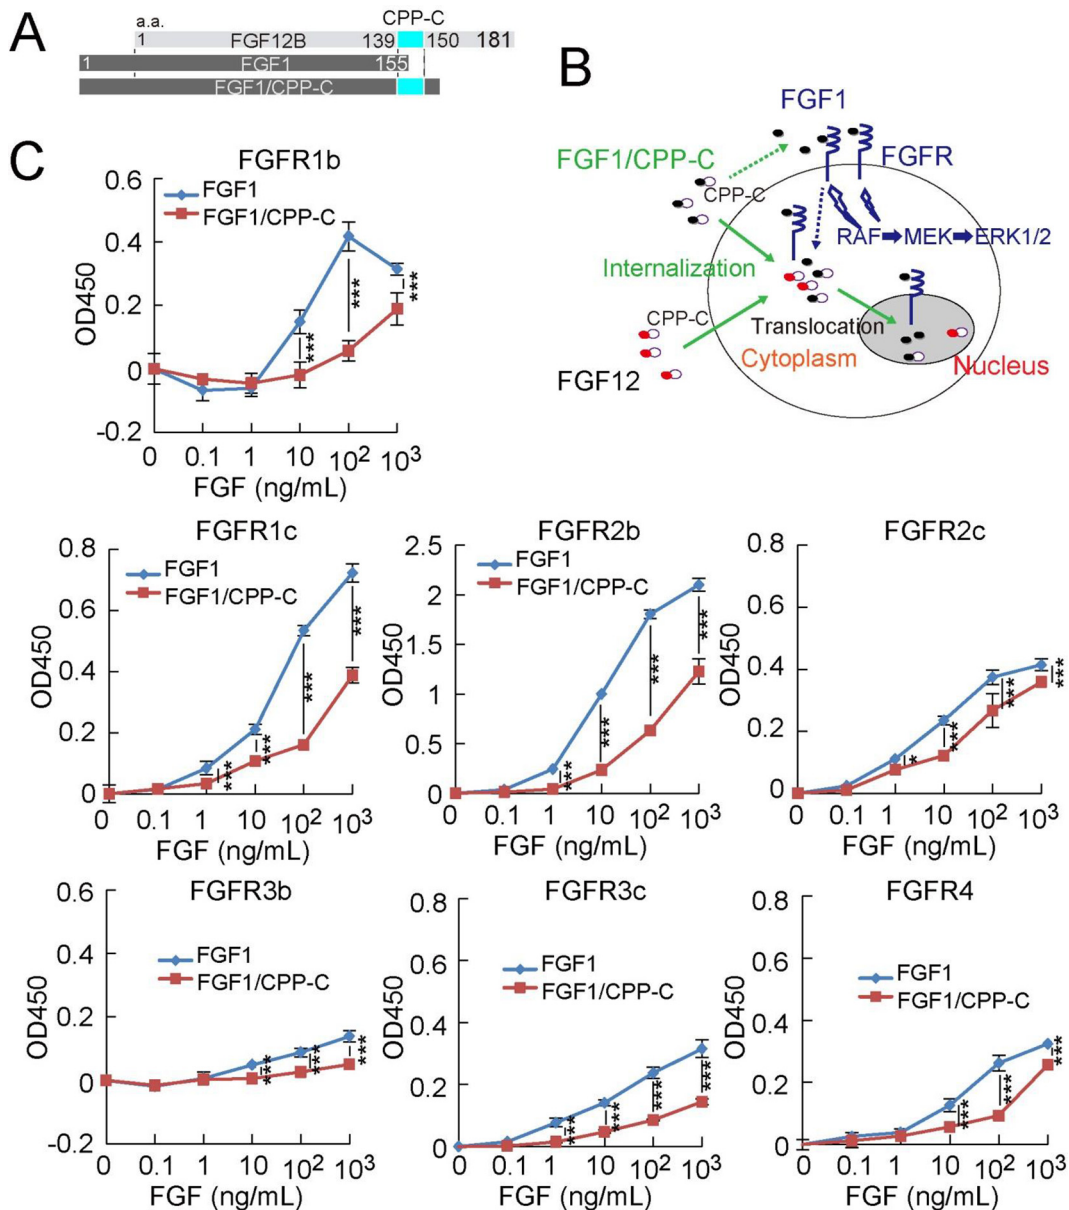 A
a.a.
CPP-C
1 FGF12B 139 150 181
1 FGF1 155
FGF1/CPP-C
B
FGF1
FGF1/CPP-C
FGFR
CPP-C
RAF MEK ERK1/2
Internalization
CPP-C
Translocation
Cytoplasm
FGF12
Nucleus
C
FGFR1b
FGF1
FGF1/CPP-C
OD450
0.6
0.4
0.2
0
-0.2
***
***
***
0 0.1 1 10 10² 10³
FGF (ng/mL)
FGFR1c
FGF1
FGF1/CPP-C
OD450
0.8
0.6
0.4
0.2
0
***
***
***
***
0 0.1 1 10 10² 10³
FGF (ng/mL)
FGFR2b
FGF1
FGF1/CPP-C
OD450
2.5
2
1.5
1
0.5
0
***
***
***
***
0 0.1 1 10 10² 10³
FGF (ng/mL)
FGFR2c
OD450
0.8
0.6
0.4
0.2
0
*
***
***
***
0 0.1 1 10 10² 10³
FGF (ng/mL)
FGFR3b
FGF1
FGF1/CPP-C
OD450
0.6
0.4
0.2
0
-0.2
***
***
***
0 0.1 1 10 10² 10³
FGF (ng/mL)
FGFR3c
FGF1
FGF1/CPP-C
OD450
0.8
0.6
0.4
0.2
0
***
***
***
***
0 0.1 1 10 10² 10³
FGF (ng/mL)
FGFR4
FGF1
FGF1/CPP-C
OD450
0.8
0.6
0.4
0.2
0
***
***
***
0 0.1 1 10 10² 10³
FGF (ng/mL)